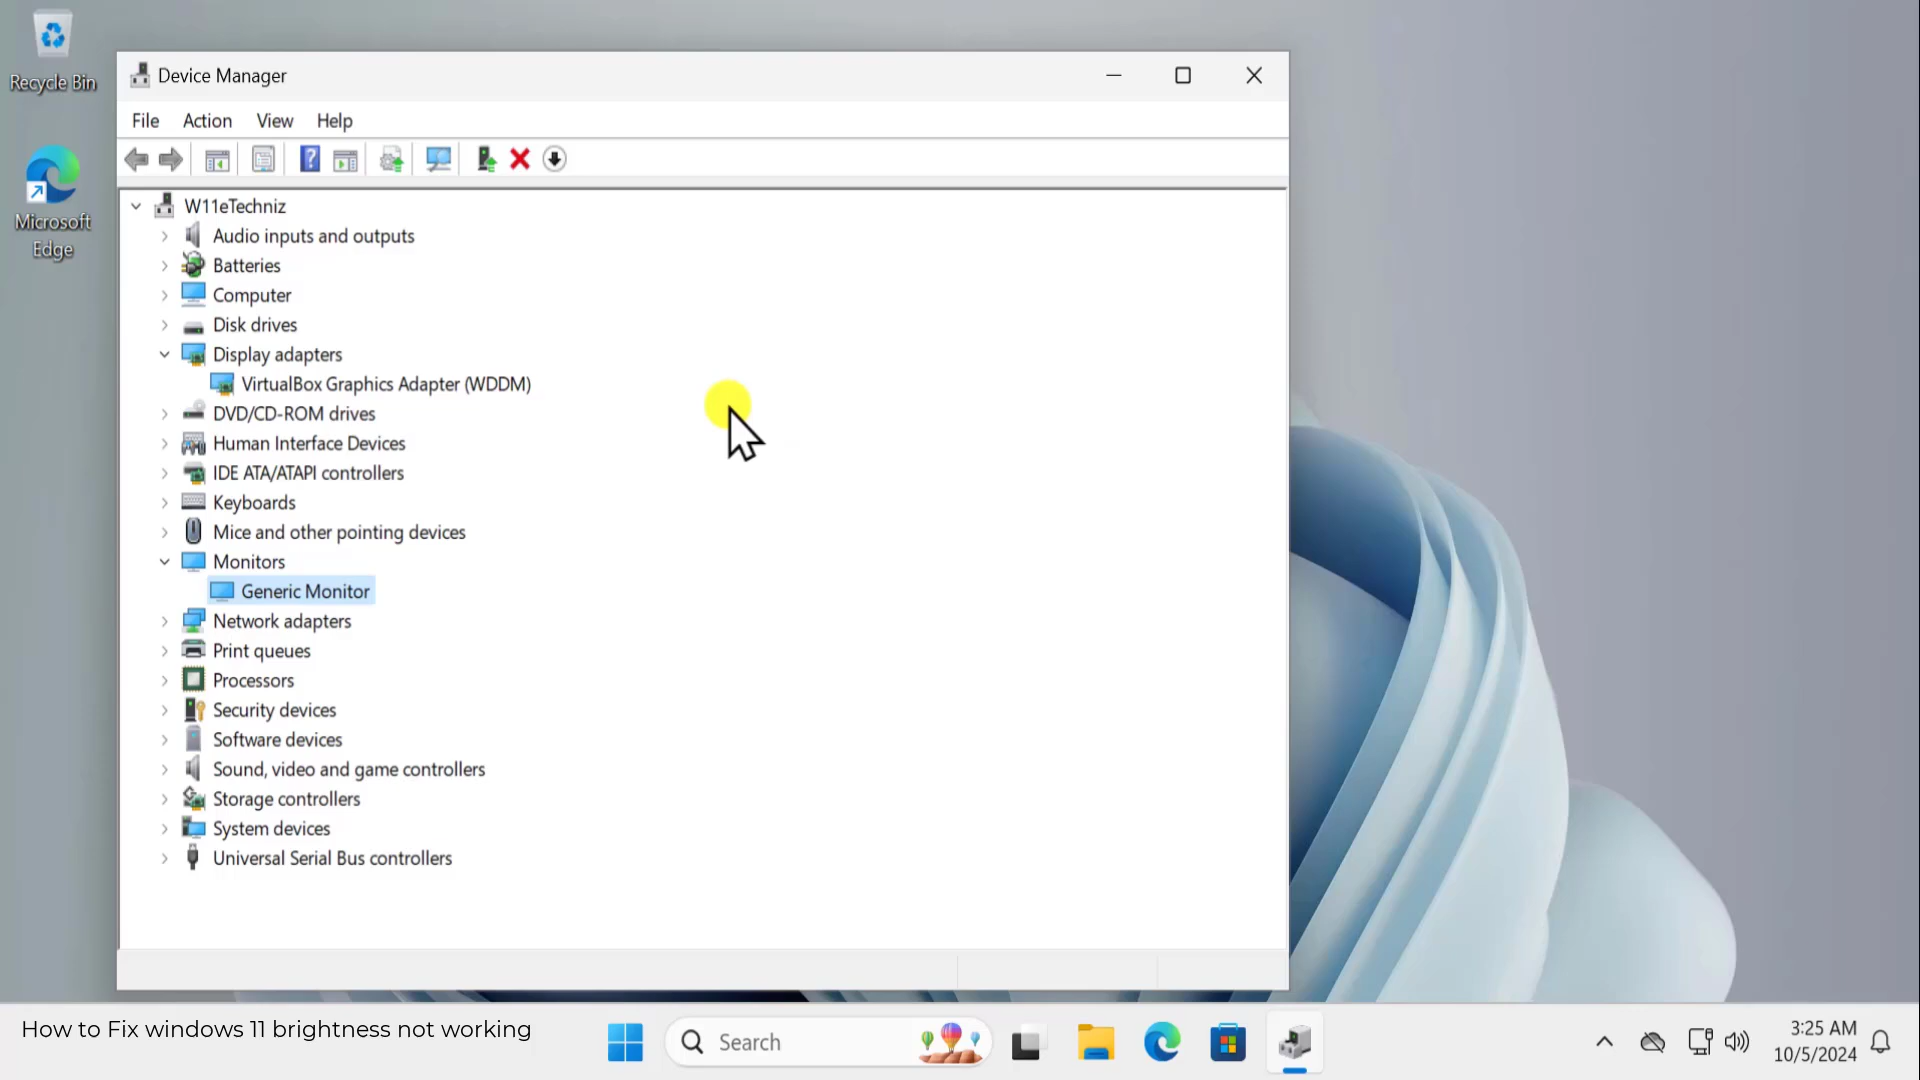 Recycle Bin
Microsoft
Edge
Device Manager
File Action View Help
W11eTechniz
Audio inputs and outputs
Batteries
Computer
Disk drives
Display adapters
VirtualBox Graphics Adapter (WDDM)
DVD/CD-ROM drives
Human Interface Devices
IDE ATA/ATAPI controllers
Keyboards
Mice and other pointing devices
Monitors
Generic Monitor
Network adapters
Print queues
Processors
Security devices
Software devices
Sound, video and game controllers
Storage controllers
System devices
Universal Serial Bus controllers
How to Fix windows 11 brightness not working
Search
3:25 AM
10/5/2024